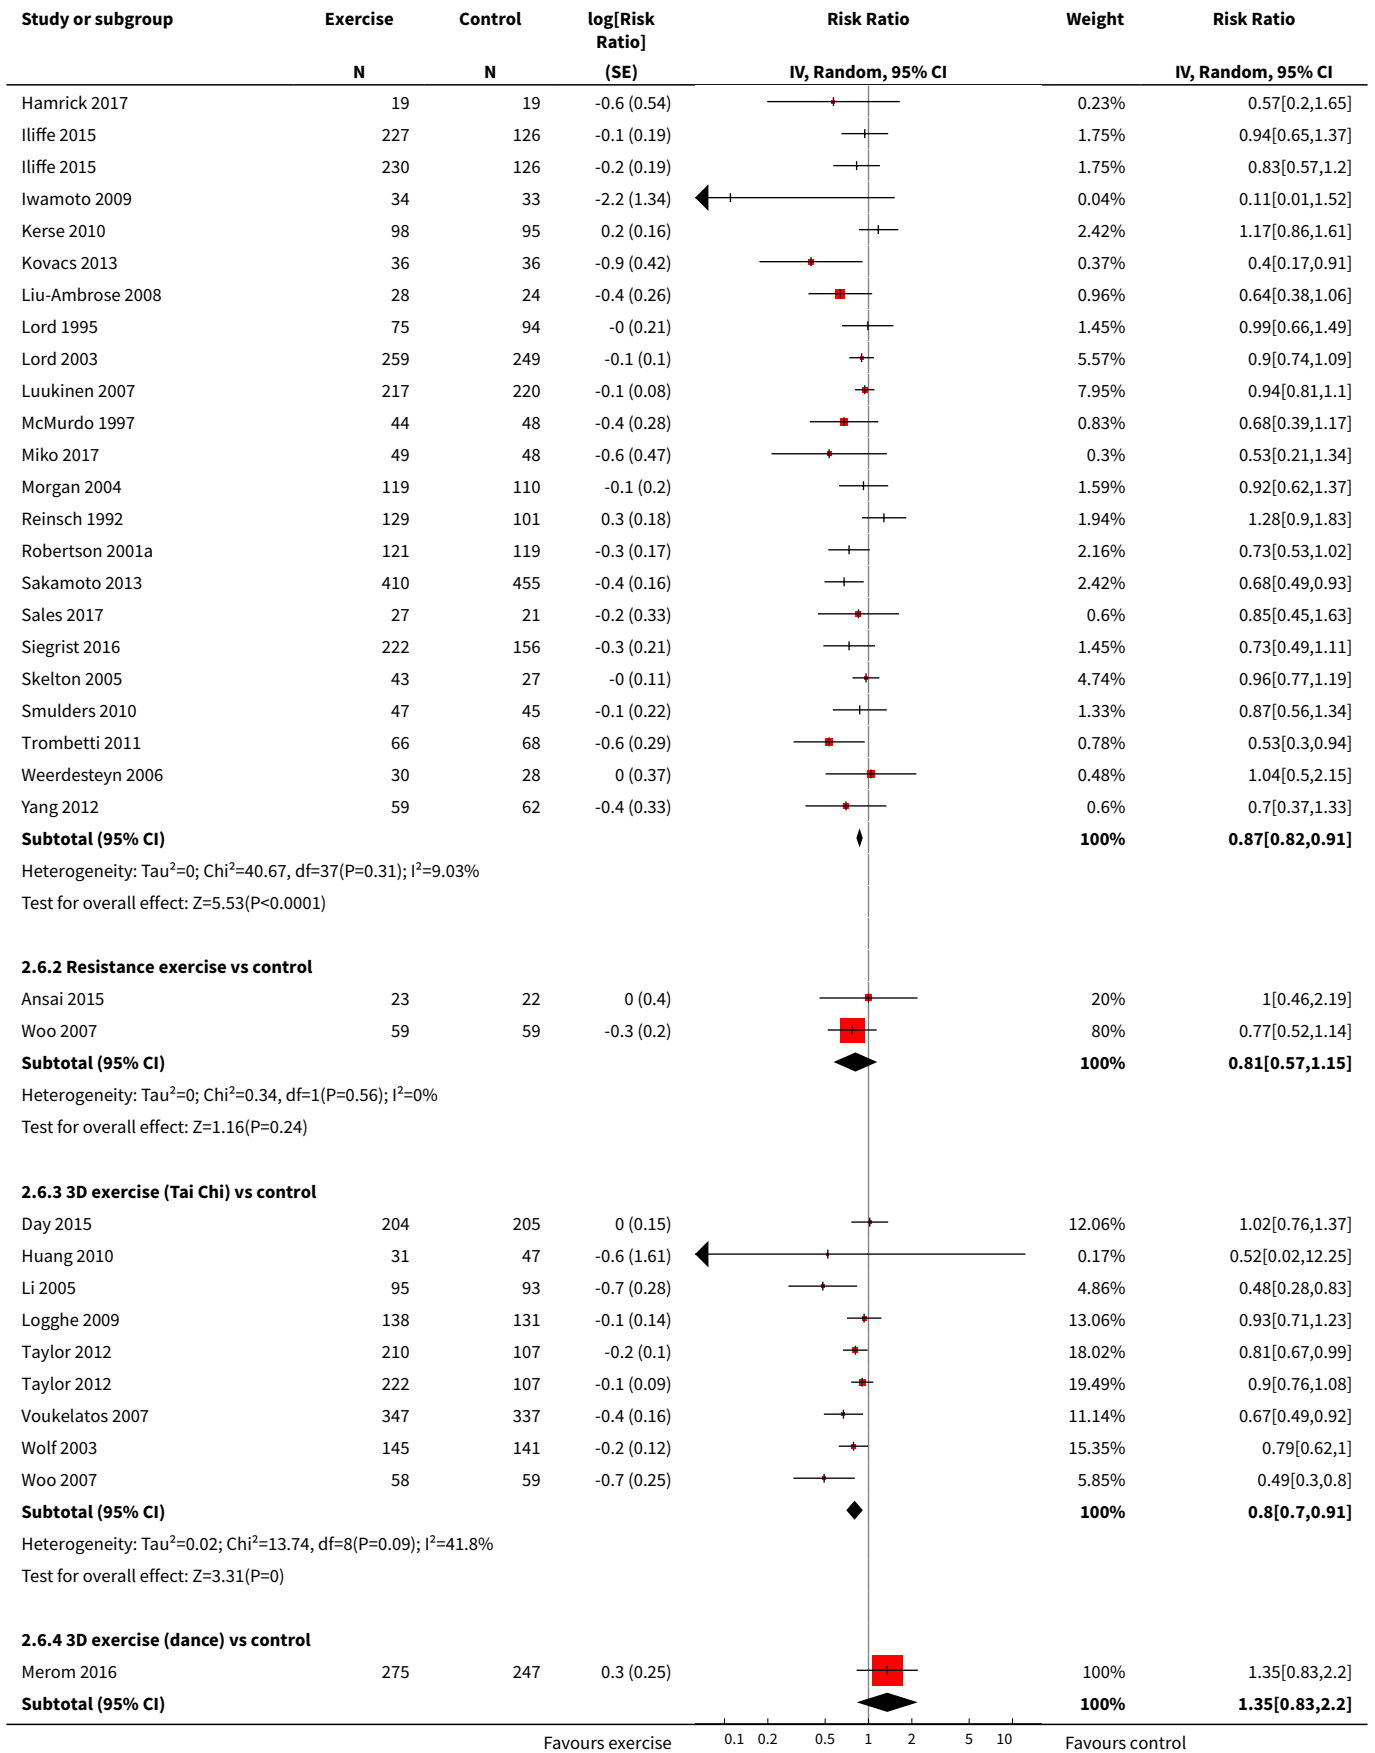 Study or subgroup Exercise Control log[Risk Ratio] Risk Ratio Weight Risk Ratio
N N (SE) IV, Random, 95% CI IV, Random, 95% CI
Hamrick 2017 19 19 -0.6 (0.54) 0.23% 0.57[0.2,1.65]
Iliffe 2015 227 126 -0.1 (0.19) 1.75% 0.94[0.65,1.37]
Iliffe 2015 230 126 -0.2 (0.19) 1.75% 0.83[0.57,1.2]
Iwamoto 2009 34 33 -2.2 (1.34) 0.04% 0.11[0.01,1.52]
Kerse 2010 98 95 0.2 (0.16) 2.42% 1.17[0.86,1.61]
Kovacs 2013 36 36 -0.9 (0.42) 0.37% 0.4[0.17,0.91]
Liu-Ambrose 2008 28 24 -0.4 (0.26) 0.96% 0.64[0.38,1.06]
Lord 1995 75 94 -0 (0.21) 1.45% 0.99[0.66,1.49]
Lord 2003 259 249 -0.1 (0.1) 5.57% 0.9[0.74,1.09]
Luukinen 2007 217 220 -0.1 (0.08) 7.95% 0.94[0.81,1.1]
McMurdo 1997 44 48 -0.4 (0.28) 0.83% 0.68[0.39,1.17]
Miko 2017 49 48 -0.6 (0.47) 0.3% 0.53[0.21,1.34]
Morgan 2004 119 110 -0.1 (0.2) 1.59% 0.92[0.62,1.37]
Reinsch 1992 129 101 0.3 (0.18) 1.94% 1.28[0.9,1.83]
Robertson 2001a 121 119 -0.3 (0.17) 2.16% 0.73[0.53,1.02]
Sakamoto 2013 410 455 -0.4 (0.16) 2.42% 0.68[0.49,0.93]
Sales 2017 27 21 -0.2 (0.33) 0.6% 0.85[0.45,1.63]
Siegrist 2016 222 156 -0.3 (0.21) 1.45% 0.73[0.49,1.11]
Skelton 2005 43 27 -0 (0.11) 4.74% 0.96[0.77,1.19]
Smulders 2010 47 45 -0.1 (0.22) 1.33% 0.87[0.56,1.34]
Trombetti 2011 66 68 -0.6 (0.29) 0.78% 0.53[0.3,0.94]
Weerdesteyn 2006 30 28 0 (0.37) 0.48% 1.04[0.5,2.15]
Yang 2012 59 62 -0.4 (0.33) 0.6% 0.7[0.37,1.33]
Subtotal (95% CI) 100% 0.87[0.82,0.91]
Heterogeneity: Tau²=0; Chi²=40.67, df=37(P=0.31); I²=9.03%
Test for overall effect: Z=5.53(P<0.0001)
2.6.2 Resistance exercise vs control
Ansai 2015 23 22 0 (0.4) 20% 1[0.46,2.19]
Woo 2007 59 59 -0.3 (0.2) 80% 0.77[0.52,1.14]
Subtotal (95% CI) 100% 0.81[0.57,1.15]
Heterogeneity: Tau²=0; Chi²=0.34, df=1(P=0.56); I²=0%
Test for overall effect: Z=1.16(P=0.24)
2.6.3 3D exercise (Tai Chi) vs control
Day 2015 204 205 0 (0.15) 12.06% 1.02[0.76,1.37]
Huang 2010 31 47 -0.6 (1.61) 0.17% 0.52[0.02,12.25]
Li 2005 95 93 -0.7 (0.28) 4.86% 0.48[0.28,0.83]
Logghe 2009 138 131 -0.1 (0.14) 13.06% 0.93[0.71,1.23]
Taylor 2012 210 107 -0.2 (0.1) 18.02% 0.81[0.67,0.99]
Taylor 2012 222 107 -0.1 (0.09) 19.49% 0.9[0.76,1.08]
Voukelatos 2007 347 337 -0.4 (0.16) 11.14% 0.67[0.49,0.92]
Wolf 2003 145 141 -0.2 (0.12) 15.35% 0.79[0.62,1]
Woo 2007 58 59 -0.7 (0.25) 5.85% 0.49[0.3,0.8]
Subtotal (95% CI) 100% 0.8[0.7,0.91]
Heterogeneity: Tau²=0.02; Chi²=13.74, df=8(P=0.09); I²=41.8%
Test for overall effect: Z=3.31(P=0)
2.6.4 3D exercise (dance) vs control
Merom 2016 275 247 0.3 (0.25) 100% 1.35[0.83,2.2]
Subtotal (95% CI) 100% 1.35[0.83,2.2]
Favours exercise 0.1 0.2 0.5 1 2 5 10 Favours control